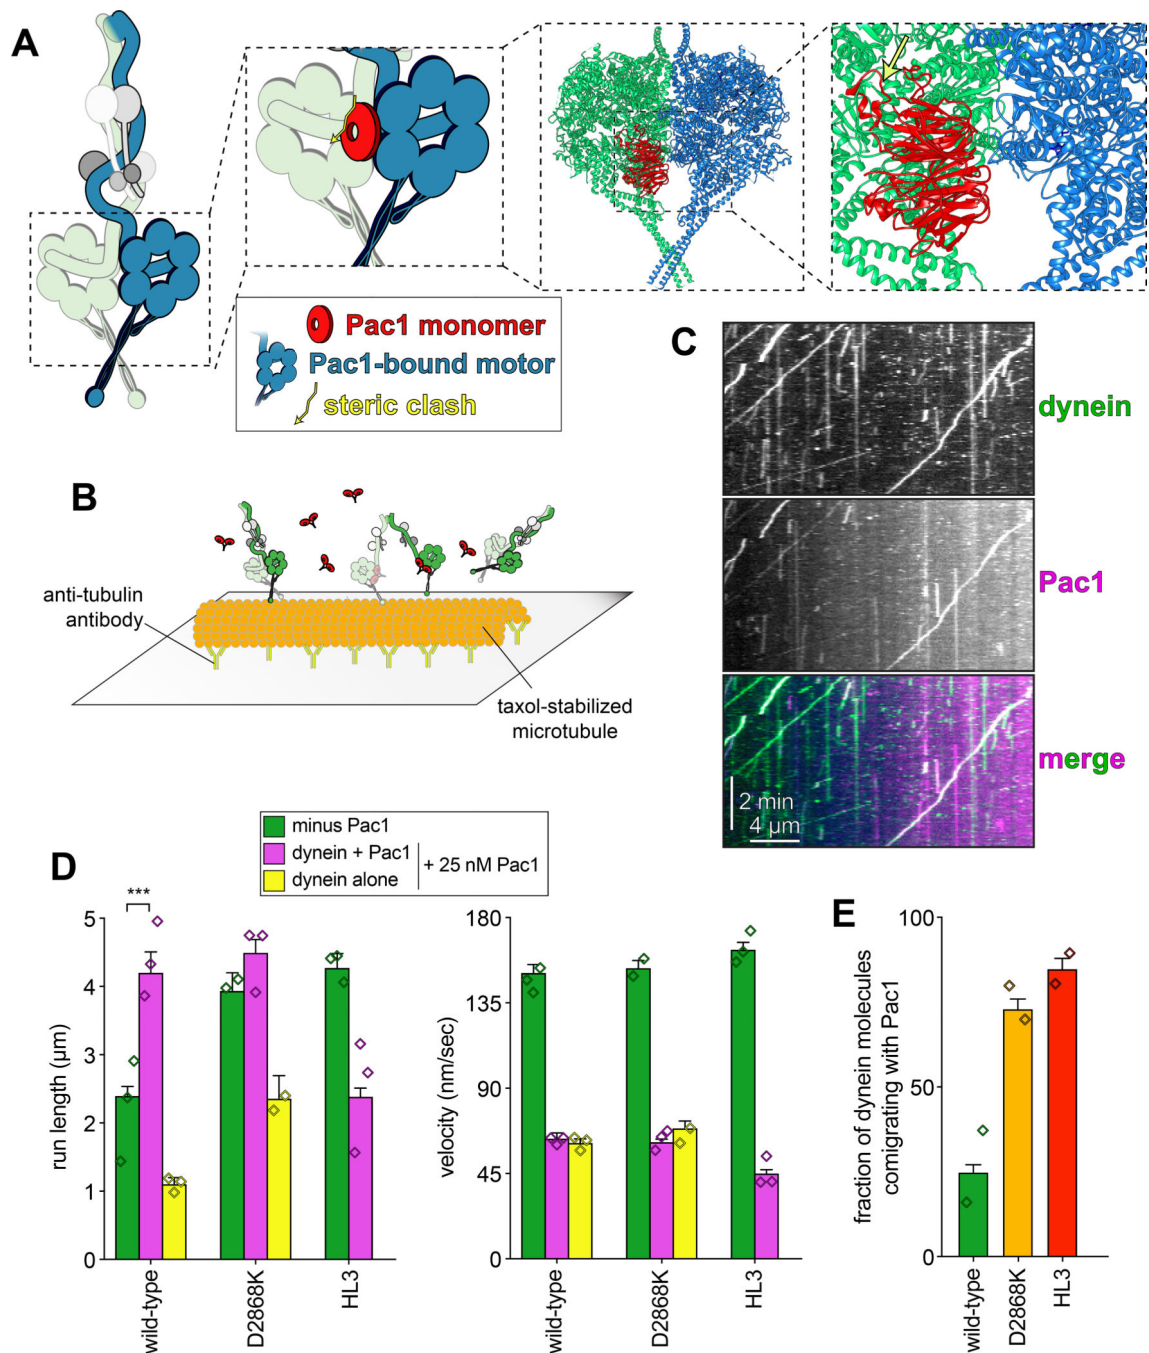 A
Pac1 monomer
Pac1-bound motor
steric clash
B
anti-tubulin
antibody
taxol-stabilized
microtubule
C
dynein
Pac1
merge
2 min
4 µm
D
minus Pac1
dynein + Pac1
dynein alone
+ 25 nM Pac1
run length (µm)
5
4
3
2
1
0
***
wild-type
D2868K
HL3
velocity (nm/sec)
180
135
90
45
0
wild-type
D2868K
HL3
E
fraction of dynein molecules
comigrating with Pac1
100
50
0
wild-type
D2868K
HL3